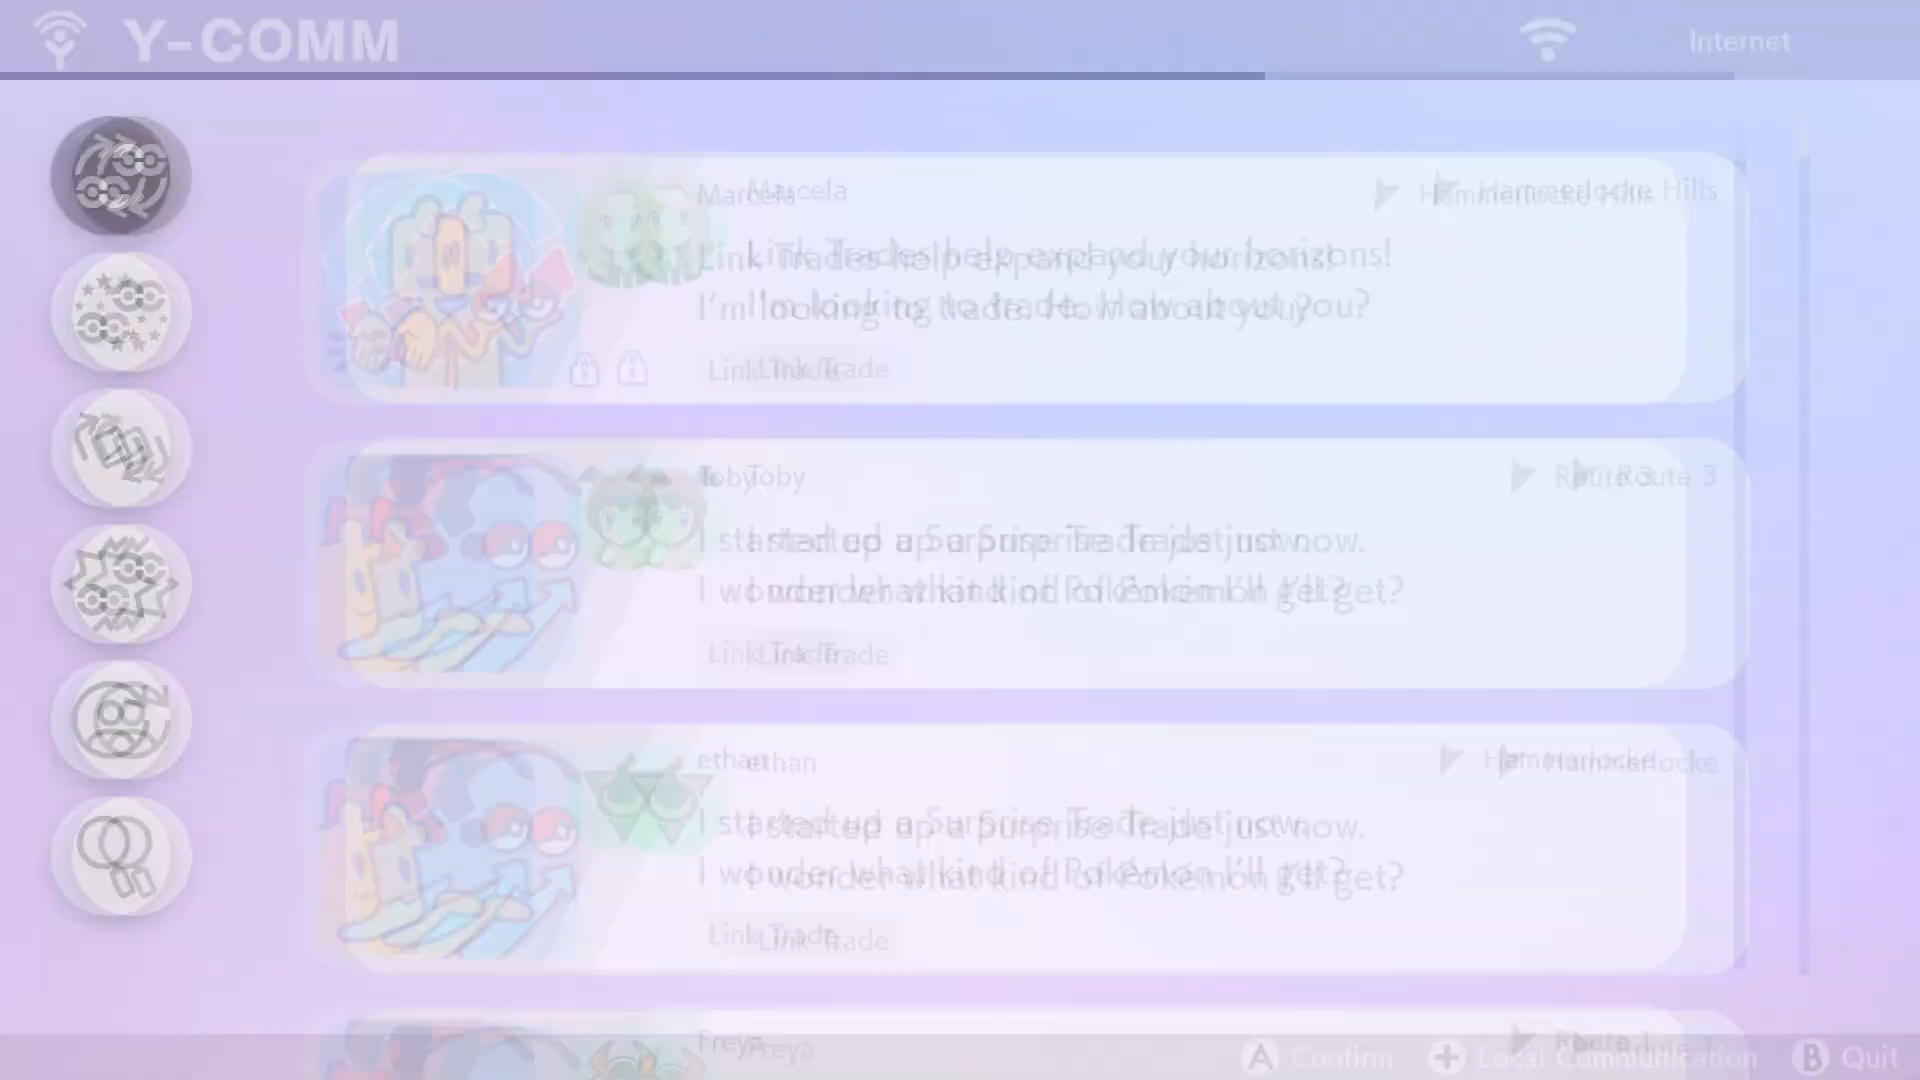 Y-COMM
Internet
Marcela
Hammerlocke Hills
Link Trades help expand your horizons!
I'm looking to trade. How about you?
Link Trade
Toby
Route 3
I started up a Surprise Trade just now.
I wonder what kind of Pokémon I'll get?
Link Trade
ethan
Hammerlocke
I started up a Surprise Trade just now.
I wonder what kind of Pokémon I'll get?
Link Trade
Freya
Route 1
A Confirm
+ Local Communication
B Quit